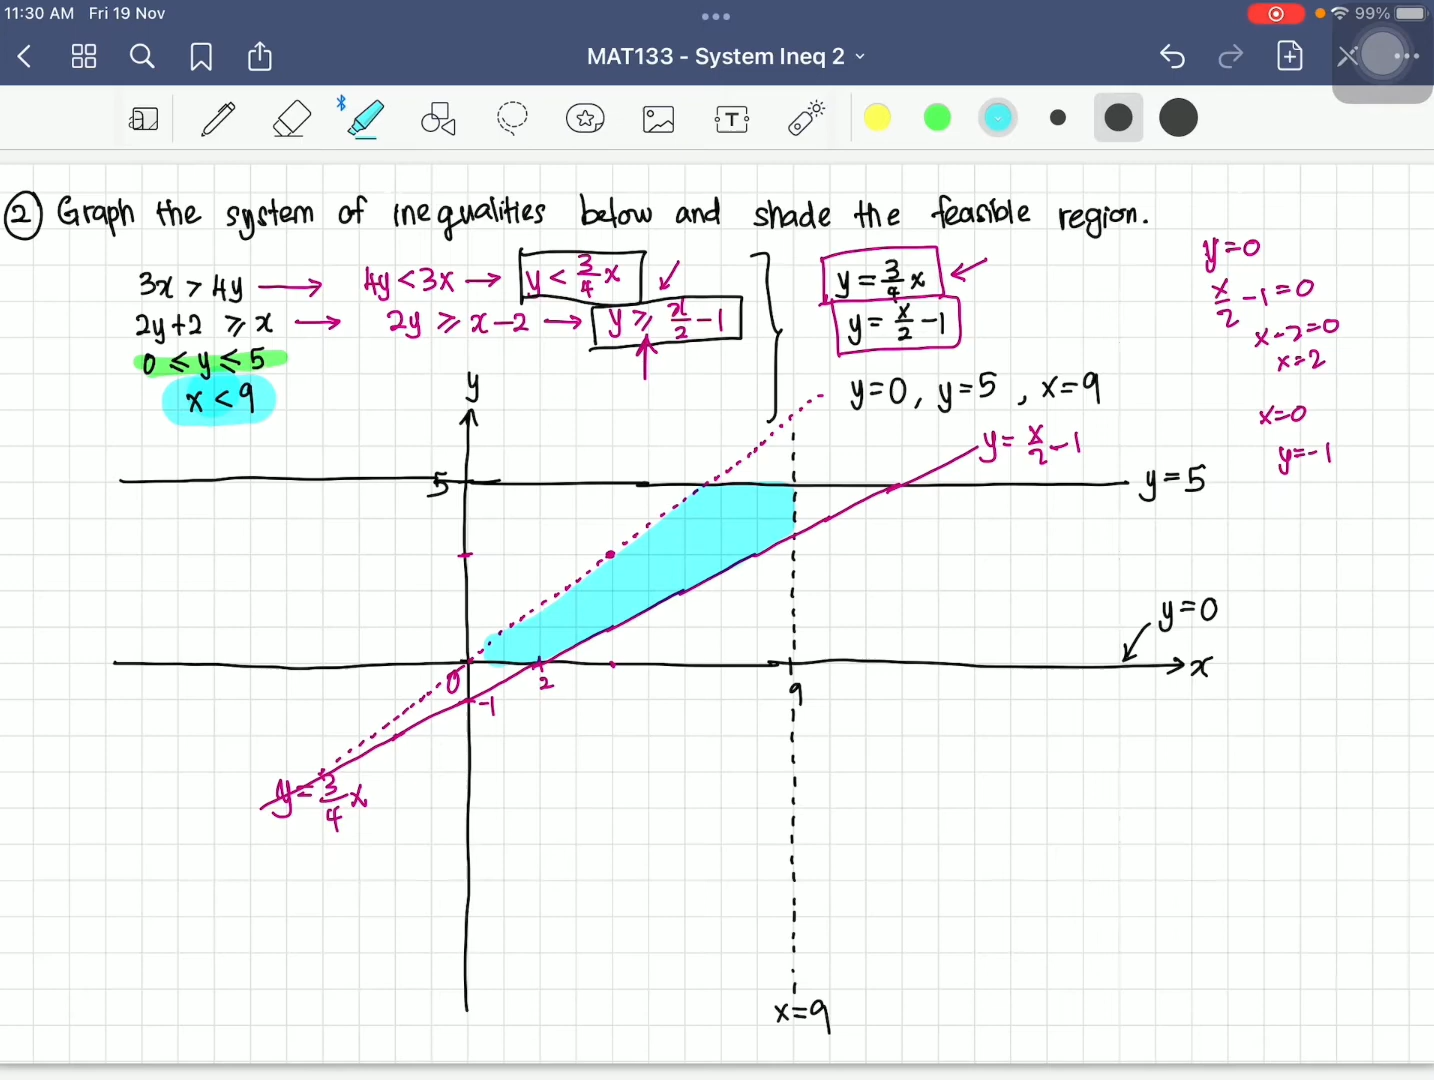 11:30 AM Fri 19 Nov
99%
MAT133 - System Ineq 2
T
② Graph the system of inequalities below and shade the feasible region.
3x > 4y → 4y < 3x → y < 3/4 x
2y + 2 ≥ x → 2y ≥ x - 2 → y ≥ x/2 - 1
0 ≤ y ≤ 5
x < 9
y = 3/4 x
y = x/2 - 1
y = 0, y = 5, x = 9
y = 0
x/2 - 1 = 0
x - 2 = 0
x = 2
x = 0
y = -1
y
y = x/2 - 1
5
y = 5
y = 0
x
0
2
9
-1
y = 3/4 x
x = 9